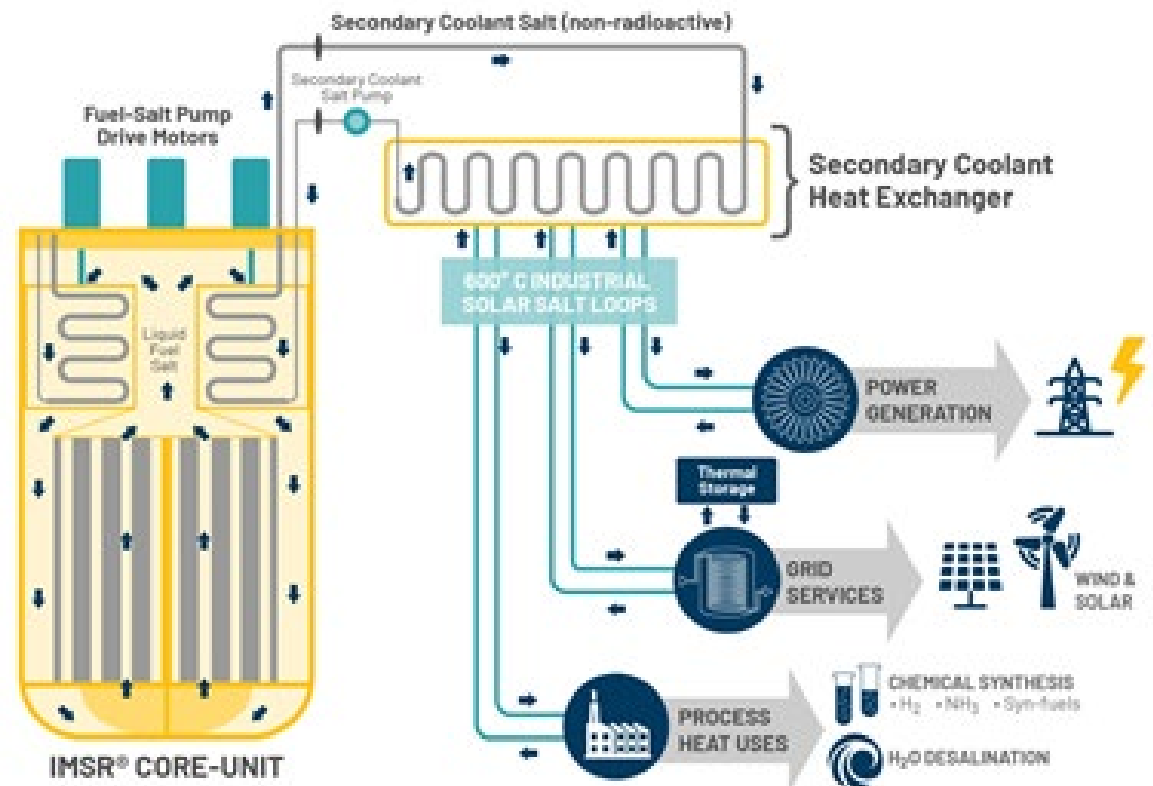 Secondary Coolant Salt (non-radioactive)
Secondary Coolant
Salt Pump
Fuel-Salt Pump
Drive Motors
Secondary Coolant
Heat Exchanger
600° C INDUSTRIAL
SOLAR SALT LOOPS
Liquid
Fuel
Salt
POWER
GENERATION
Thermal
Storage
GRID
SERVICES
WIND &
SOLAR
PROCESS
HEAT USES
CHEMICAL SYNTHESIS
• H₂ • NH₃ • Syn-fuels
H₂O DESALINATION
IMSR® CORE-UNIT